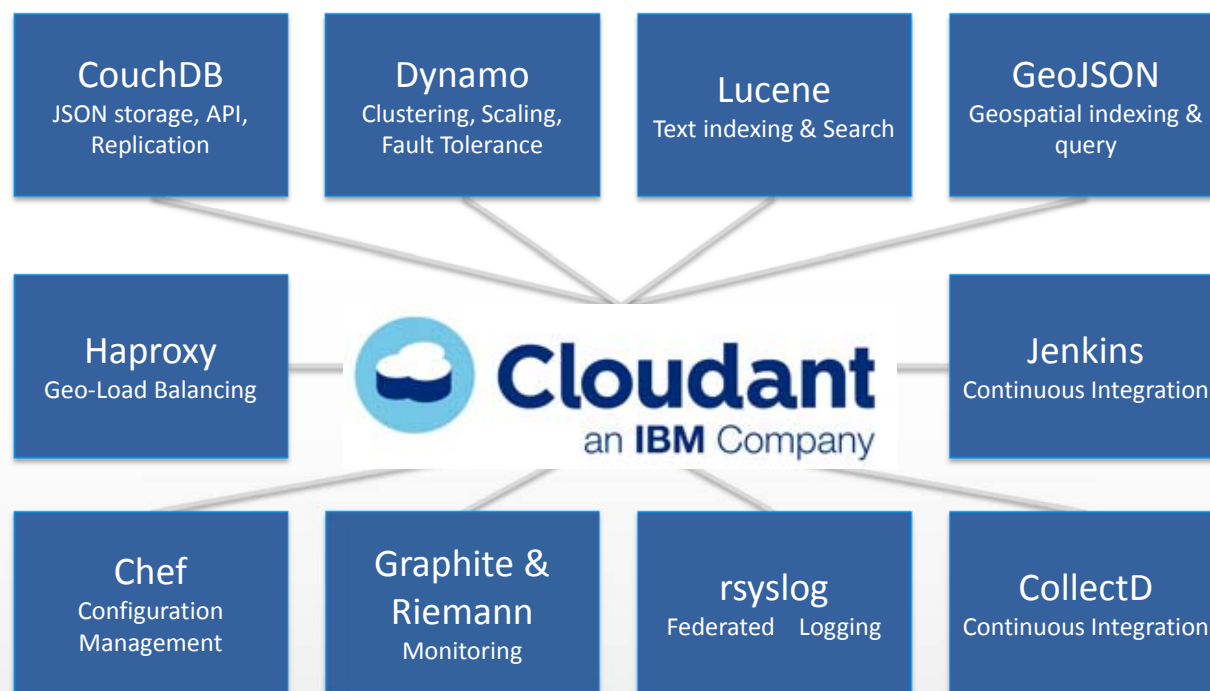 CouchDB
JSON storage, API,
Replication
Dynamo
Clustering, Scaling,
Fault Tolerance
Lucene
Text indexing & Search
GeoJSON
Geospatial indexing &
query
Haproxy
Geo-Load Balancing
Cloudant
an IBM Company
Jenkins
Continuous Integration
Chef
Configuration
Management
Graphite &
Riemann
Monitoring
rsyslog
Federated Logging
CollectD
Continuous Integration